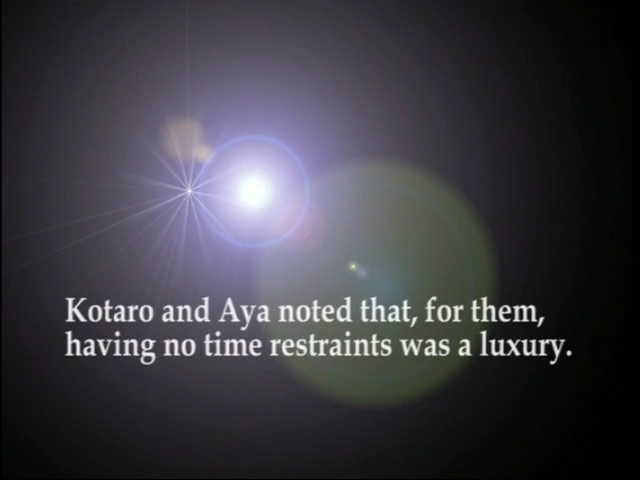 Kotaro and Aya noted that, for them,
having no time restraints was a luxury.